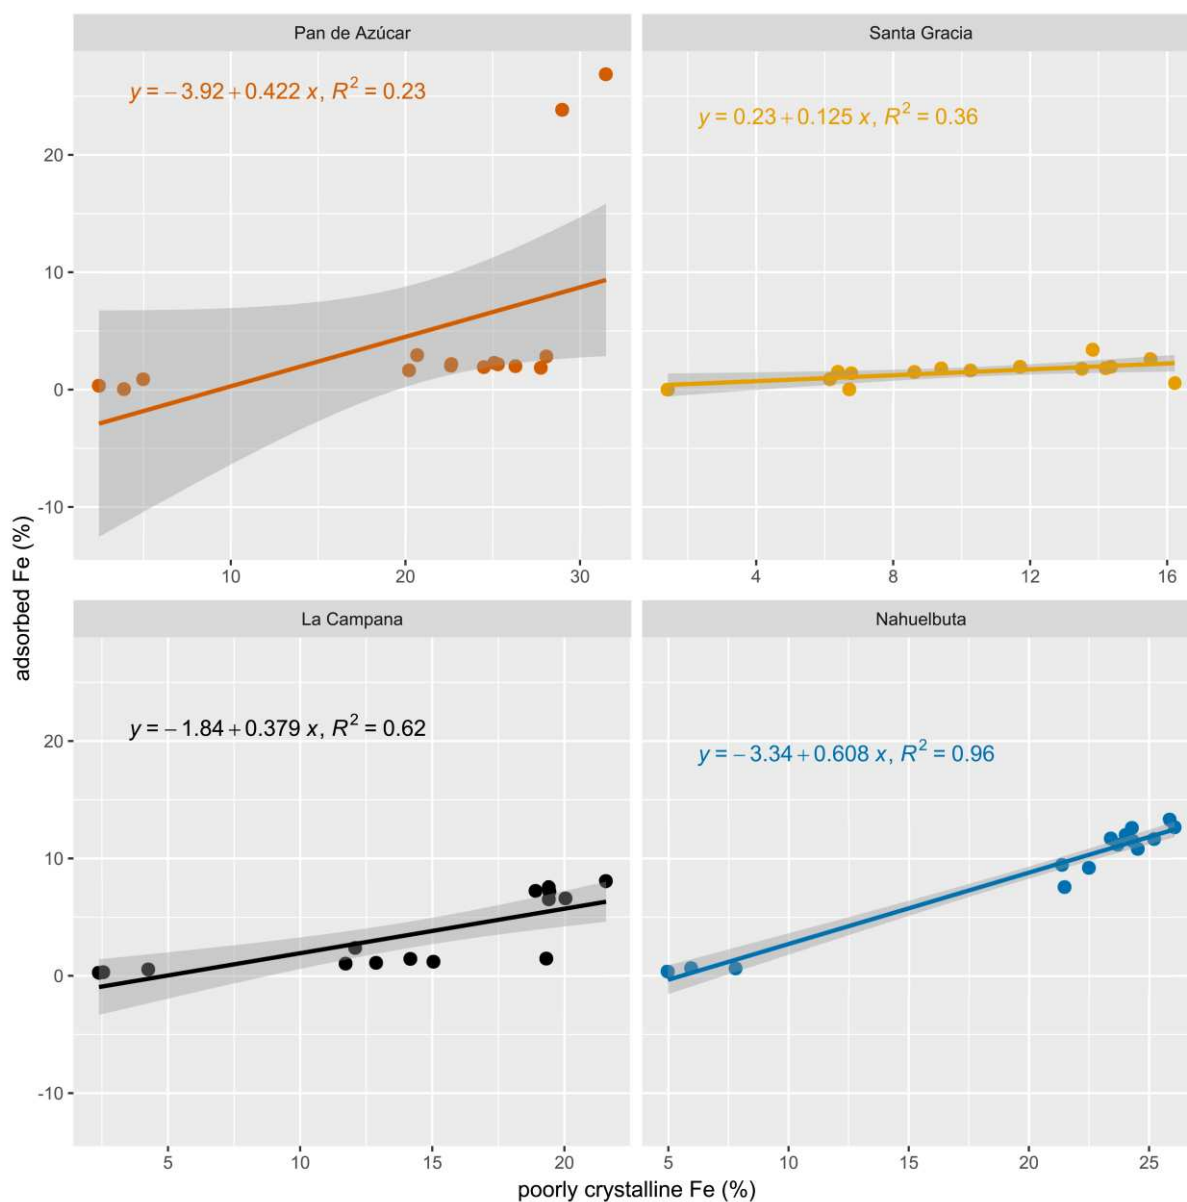 Pan de Azúcar
Santa Gracia
y = − 3.92 + 0.422 x, R² = 0.23
y = 0.23 + 0.125 x, R² = 0.36
20
10
0
-10
10 20 30
4 8 12 16
La Campana
Nahuelbuta
y = − 1.84 + 0.379 x, R² = 0.62
y = − 3.34 + 0.608 x, R² = 0.96
20
10
0
-10
5 10 15 20
5 10 15 20 25
adsorbed Fe (%)
poorly crystalline Fe (%)